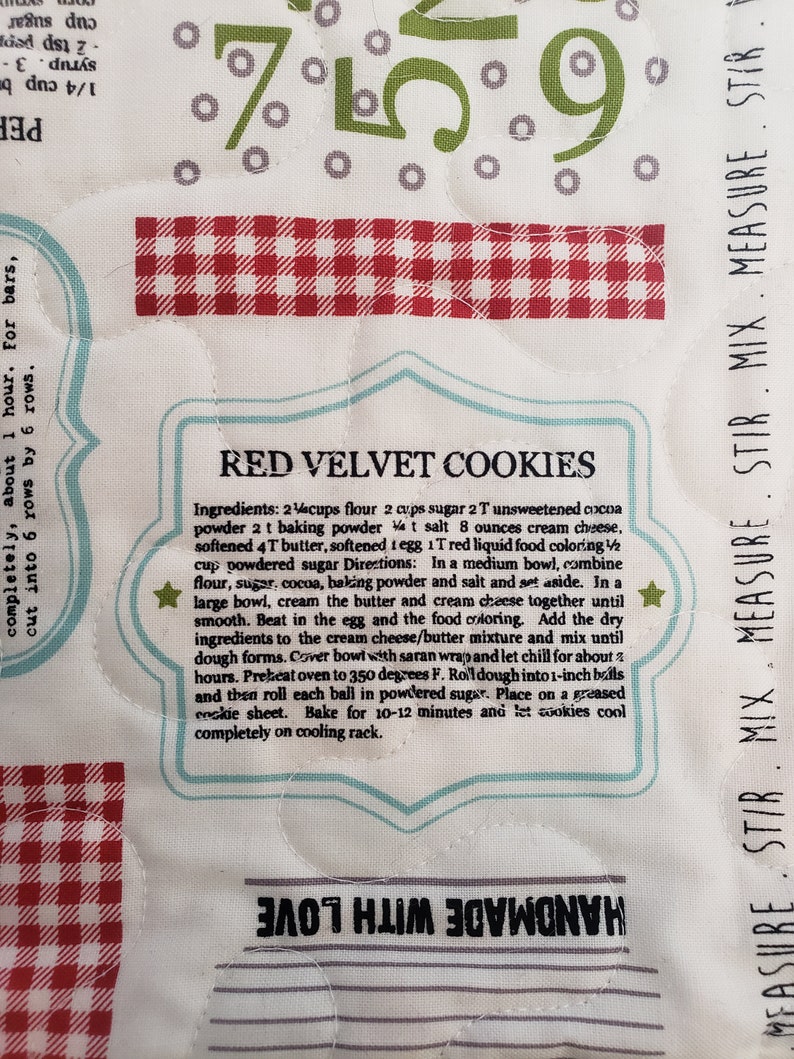 cup sugar
· 2 tsp
syrup · 3 ·
1/4 cup
PE
2
7 5 9
completely, about 1 hour. For bars,
cut into 6 rows by 6 rows.
RED VELVET COOKIES
Ingredients: 2 ¼cups flour 2 cups sugar 2 T unsweetened cocoa
powder 2 t baking powder ¼ t salt 8 ounces cream cheese,
softened 4T butter, softened 1 egg 1 T red liquid food coloring ½
cup powdered sugar Directions: In a medium bowl, combine
flour, sugar, cocoa, baking powder and salt and set aside. In a
large bowl, cream the butter and cream cheese together until
smooth. Beat in the egg and the food coloring. Add the dry
ingredients to the cream cheese/butter mixture and mix until
dough forms. Cover bowl with saran wrap and let chill for about 2
hours. Preheat oven to 350 degrees F. Roll dough into 1-inch balls
and then roll each ball in powdered sugar. Place on a greased
cookie sheet. Bake for 10-12 minutes and let cookies cool
completely on cooling rack.
HANDMADE WITH LOVE
MEASURE . STIR . MIX . MEASURE . STIR . MIX . MEASURE . STIR .